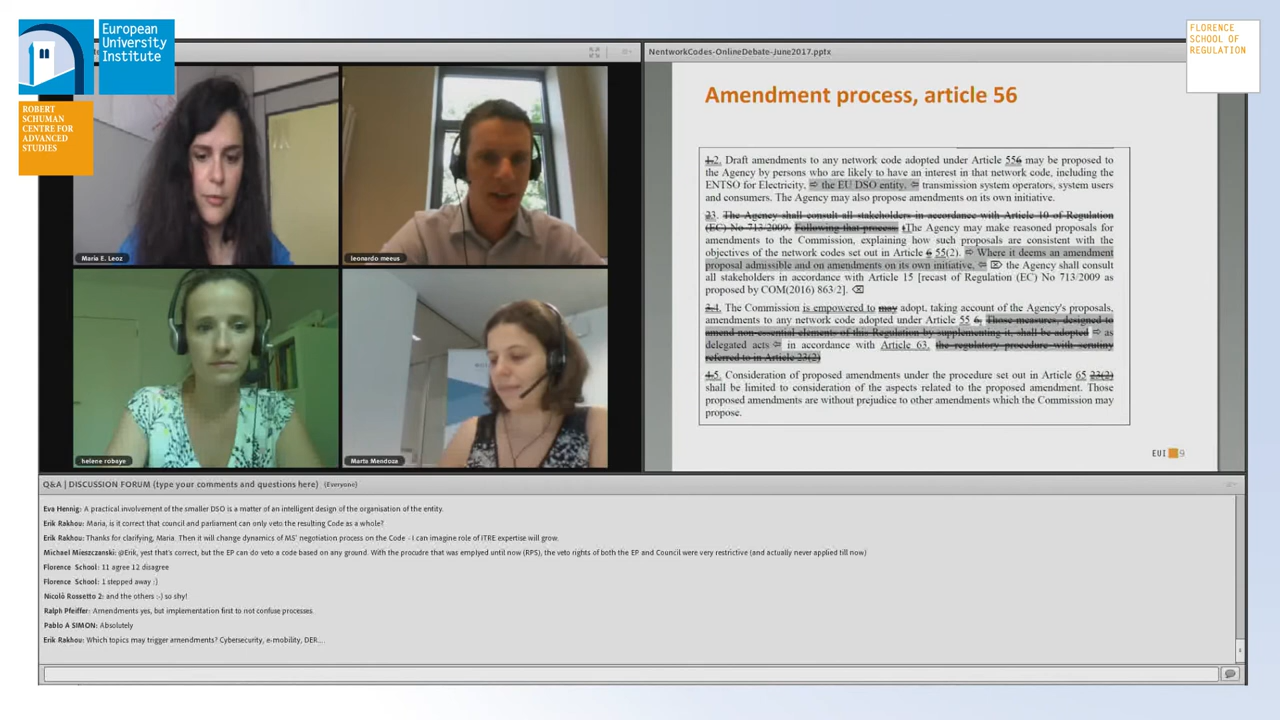 European
University
Institute
ROBERT
SCHUMAN
CENTRE FOR
ADVANCED
STUDIES
FLORENCE
SCHOOL OF
REGULATION
NentworkCodes-OnlineDebate-June2017.pptx
Maria E. Leoz
leonardo meeus
helene robaye
Marta Mendoza
Amendment process, article 56
1. 2. Draft amendments to any network code adopted under Article 556 may be proposed to
the Agency by persons who are likely to have an interest in that network code, including the
ENTSO for Electricity, ⇨ the EU DSO entity, ⇦ transmission system operators, system users
and consumers. The Agency may also propose amendments on its own initiative.
23. The Agency shall consult all stakeholders in accordance with Article 10 of Regulation
(EC) No 713/2009. Following that process, tThe Agency may make reasoned proposals for
amendments to the Commission, explaining how such proposals are consistent with the
objectives of the network codes set out in Article 6 55(2). ⇨ Where it deems an amendment
proposal admissible and on amendments on its own initiative, ⇦ ⌦ the Agency shall consult
all stakeholders in accordance with Article 15 [recast of Regulation (EC) No 713/2009 as
proposed by COM(2016) 863/2]. ⌫
3. 4. The Commission is empowered to may adopt, taking account of the Agency's proposals,
amendments to any network code adopted under Article 55 6. Those measures, designed to
amend non-essential elements of this Regulation by supplementing it, shall be adopted ⇨ as
delegated acts ⇦ in accordance with Article 63. the regulatory procedure with scrutiny
referred to in Article 23(2)
4. 5. Consideration of proposed amendments under the procedure set out in Article 65 23(2)
shall be limited to consideration of the aspects related to the proposed amendment. Those
proposed amendments are without prejudice to other amendments which the Commission may
propose.
EUI 9
Q&A | DISCUSSION FORUM (type your comments and questions here) (Everyone)
Eva Hennig: A practical involvement of the smaller DSO is a matter of an intelligent design of the organisation of the entity.
Erik Rakhou: Maria, is it correct that council and parliament can only veto the resulting Code as a whole?
Erik Rakhou: Thanks for clarifying, Maria. Then it will change dynamics of MS' negotiation process on the Code - I can imagine role of ITRE expertise will grow.
Michael Mieszczanski: @Erik, yest that's correct, but the EP can do veto a code based on any ground. With the procudre that was emplyed until now (RPS), the veto rights of both the EP and Council were very restrictive (and actually never applied till now)
Florence School: 11 agree 12 disagree
Florence School: 1 stepped away :)
Nicolò Rossetto 2: and the others :-) so shy!
Ralph Pfeiffer: Amendments yes, but implementation first to not confuse processes.
Pablo A SIMON: Absolutely
Erik Rakhou: Which topics may trigger amendments? Cybersecurity, e-mobility, DER....